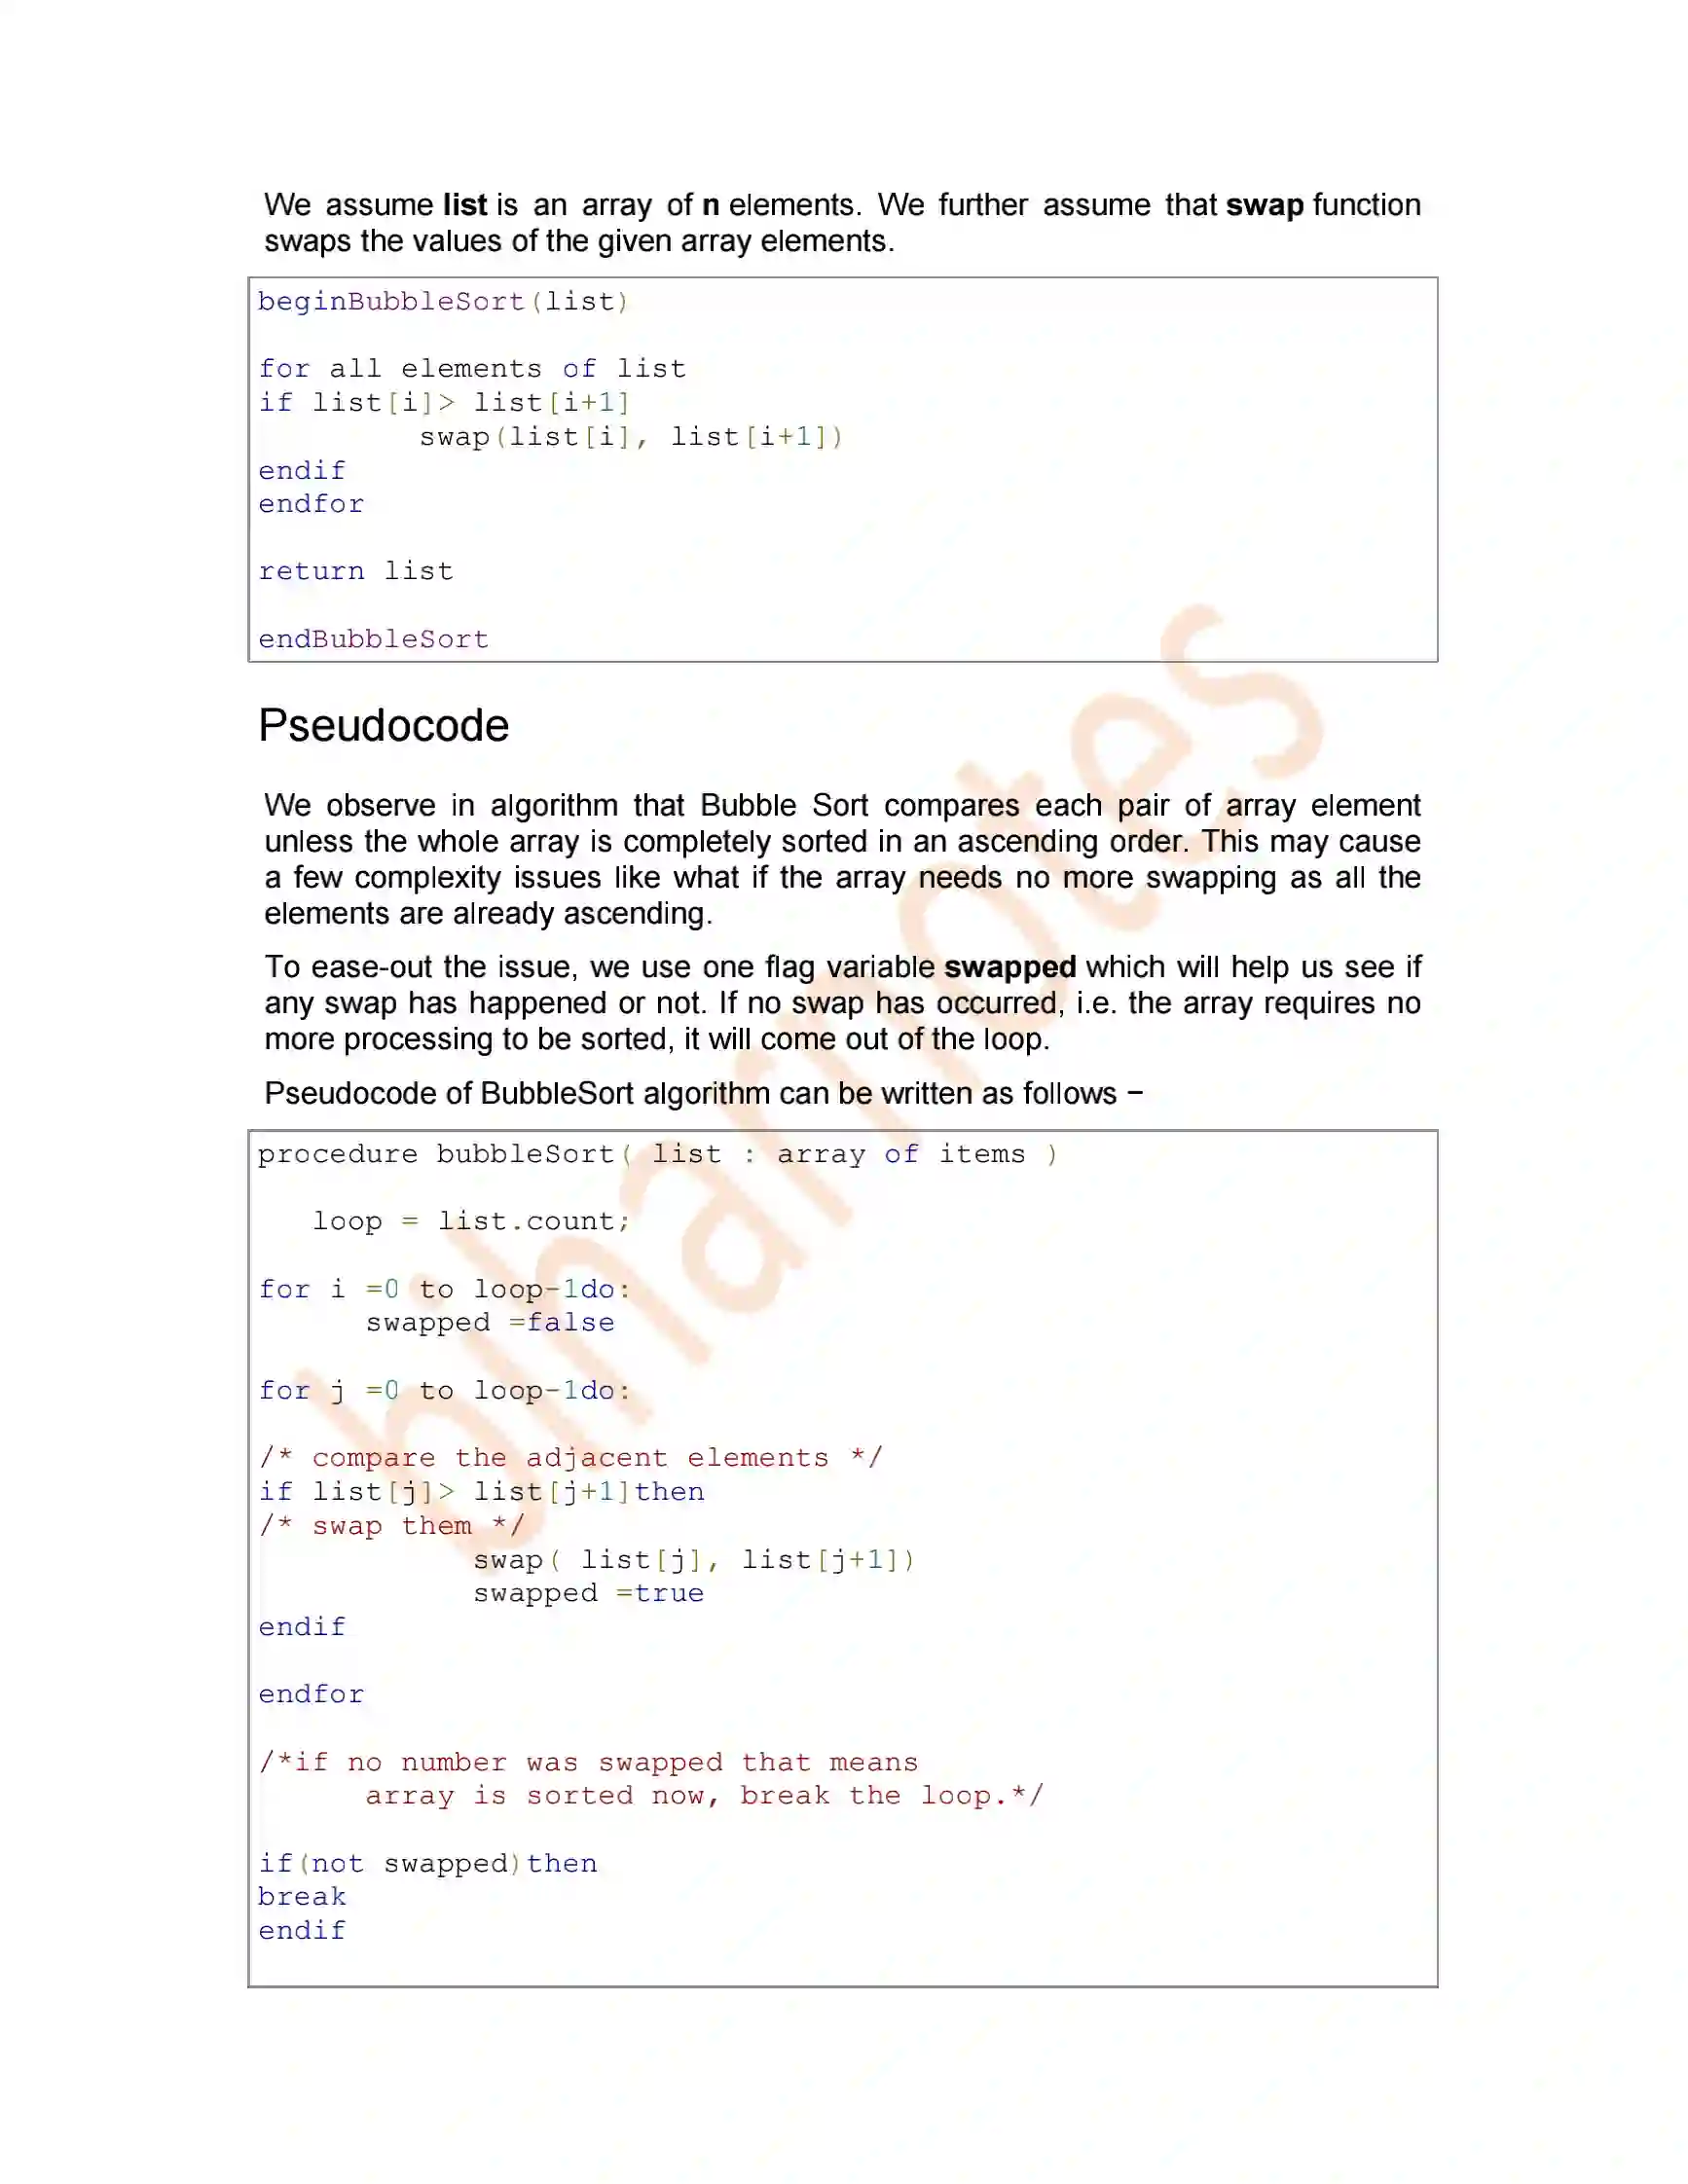 We assume list is an array of n elements. We further assume that swap function
swaps the values of the given array elements.
beginBubbleSort(list)
for all elements of list
if list[i]> list[i+1]
swap(list[i], list[i+1])
endif
endfor
return list
endBubbleSort
Pseudocode
We observe in algorithm that Bubble Sort compares each pair of array element
unless the whole array is completely sorted in an ascending order. This may cause
a few complexity issues like what if the array needs no more swapping as all the
elements are already ascending.
To ease-out the issue, we use one flag variable swapped which will help us see if
any swap has happened or not. If no swap has occurred, i.e. the array requires no
more processing to be sorted, it will come out of the loop.
Pseudocode of BubbleSort algorithm can be written as follows −
procedure bubbleSort( list : array of items )
loop = list.count;
for i =0 to loop-1do:
swapped =false
for j =0 to loop-1do:
/* compare the adjacent elements */
if list[j]> list[j+1]then
/* swap them */
swap( list[j], list[j+1])
swapped =true
endif
endfor
/*if no number was swapped that means
array is sorted now, break the loop.*/
if(not swapped)then
break
endif
biharnotes